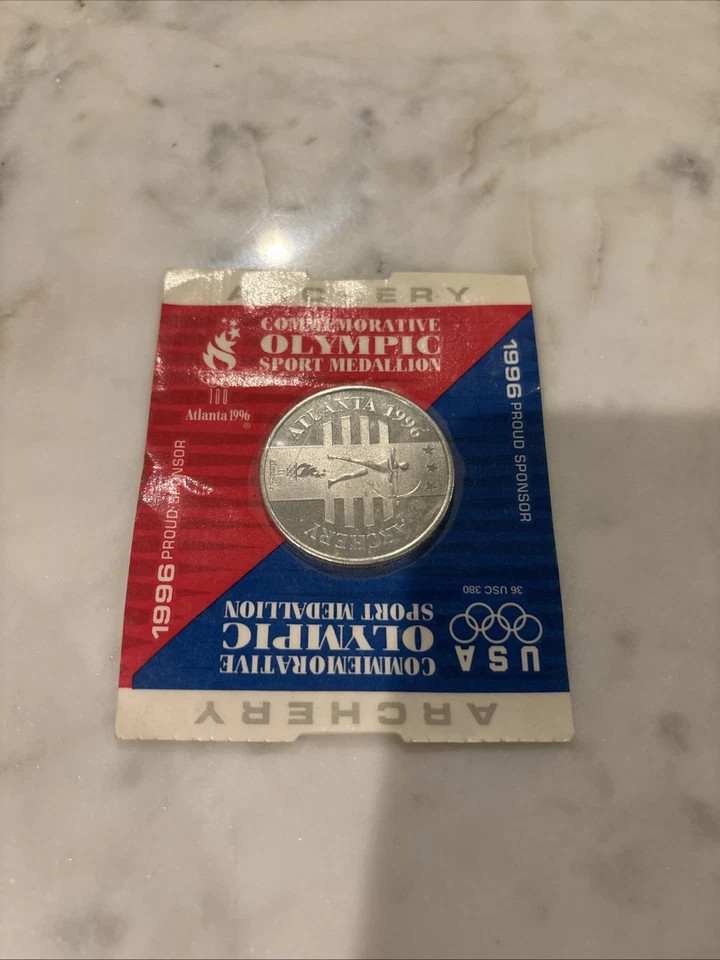 ARCHERY
COMMEMORATIVE
OLYMPIC
SPORT MEDALLION
Atlanta 1996
®
1996 PROUD SPONSOR
ATLANTA 1996
ARCHERY
1996 PROUD SPONSOR
36 USC 380
USA
COMMEMORATIVE
OLYMPIC
SPORT MEDALLION
ARCHERY